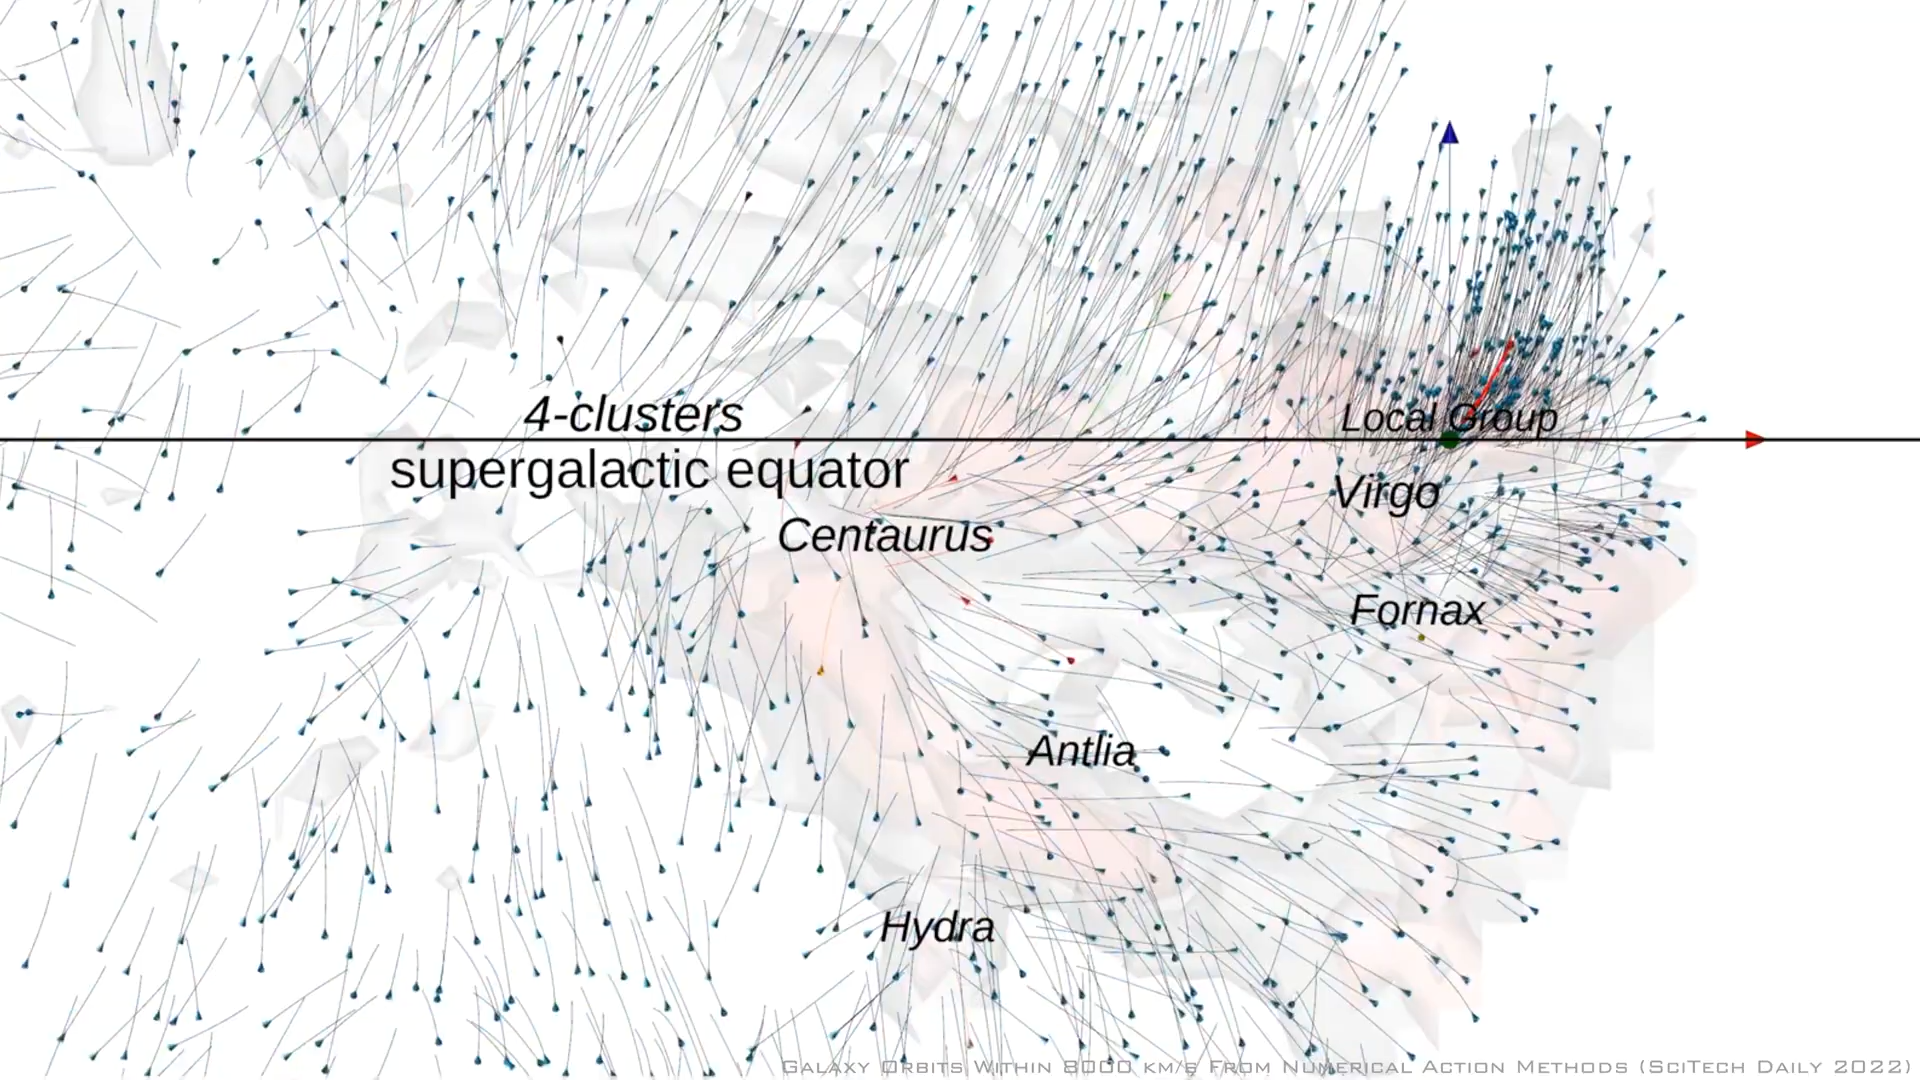 4-clusters
Local Group
supergalactic equator
Virgo
Centaurus
Fornax
Antlia
Hydra
Galaxy Orbits Within 8000 km/s From Numerical Action Methods (SciTech Daily 2022)